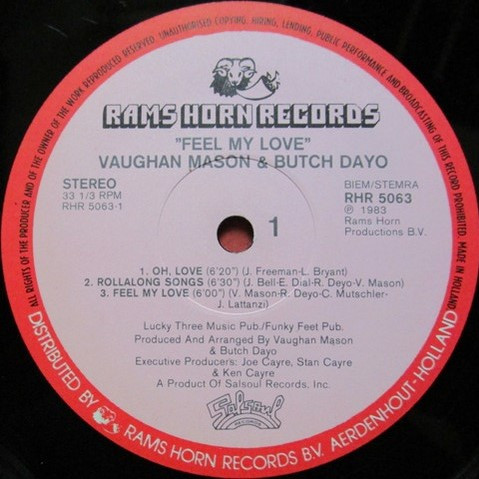 ALL RIGHTS OF THE PRODUCER AND OF THE OWNER OF THE WORK REPRODUCED RESERVED. UNAUTHORISED COPYING, HIRING, LENDING, PUBLIC PERFORMANCE AND BROADCASTING OF THIS RECORD PROHIBITED. MADE IN HOLLAND
RAMS HORN RECORDS
"FEEL MY LOVE"
VAUGHAN MASON & BUTCH DAYO
STEREO
33 1/3 RPM
RHR 5063-1
BIEM/STEMRA
RHR 5063
℗ 1983
Rams Horn
Productions B.V.
1
1. OH, LOVE (6'20") (J. Freeman-L. Bryant)
2. ROLLALONG SONGS (6'30") (J. Bell-E. Dial-R. Deyo-V. Mason)
3. FEEL MY LOVE (6'00") (V. Mason-R. Deyo-C. Mutschler-
J. Lattanzi)
Lucky Three Music Pub./Funky Feet Pub.
Produced And Arranged By Vaughan Mason
& Butch Dayo
Executive Producers: Joe Cayre, Stan Cayre
& Ken Cayre
A Product Of Salsoul Records, Inc.
Salsoul
RECORDS
DISTRIBUTED BY RAMS HORN RECORDS B.V. AERDENHOUT-HOLLAND